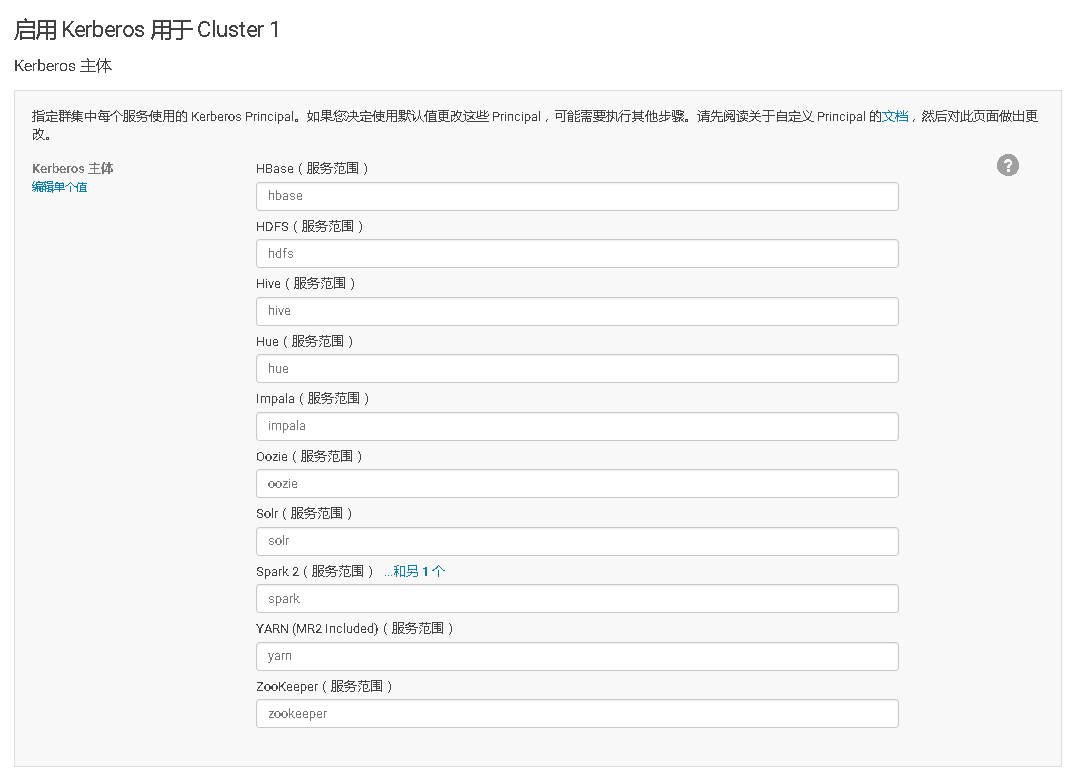 启用 Kerberos 用于 Cluster 1
Kerberos 主体
指定群集中每个服务使用的 Kerberos Principal。如果您决定使用默认值更改这些 Principal，可能需要执行其他步骤。请先阅读关于自定义 Principal 的文档，然后对此页面做出更
改。
Kerberos 主体
编辑单个值
HBase（服务范围）
?
hbase
HDFS（服务范围）
hdfs
Hive（服务范围）
hive
Hue（服务范围）
hue
Impala（服务范围）
impala
Oozie（服务范围）
oozie
Solr（服务范围）
solr
Spark 2（服务范围） ...和另 1 个
spark
YARN (MR2 Included)（服务范围）
yarn
ZooKeeper（服务范围）
zookeeper